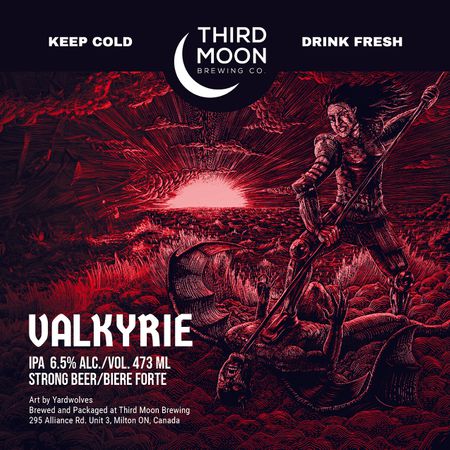 KEEP COLD
THIRD
MOON
BREWING CO.
DRINK FRESH
VALKYRIE
IPA 6.5% ALC./VOL. 473 ML
STRONG BEER/BIERE FORTE
Art by Yardwolves
Brewed and Packaged at Third Moon Brewing
295 Alliance Rd. Unit 3, Milton ON, Canada